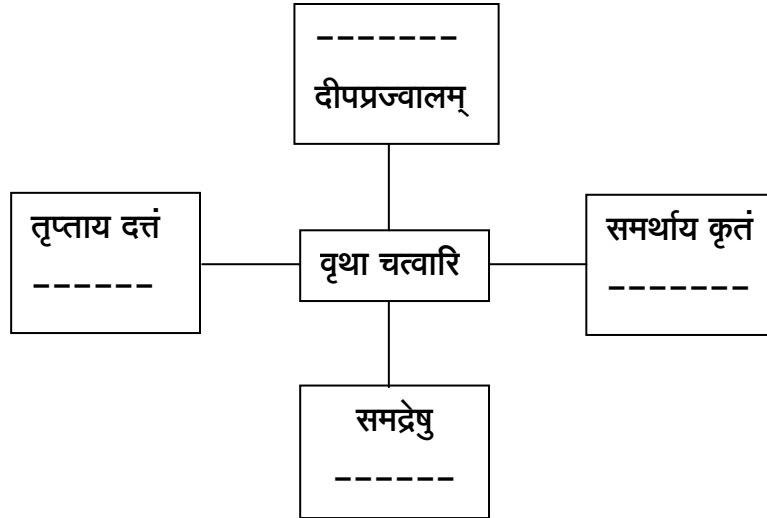 -------
दीपप्रज्वालम्
तृप्ताय दत्तं
------
वृथा चत्वारि
समर्थाय कृतं
-------
समद्रेषु
------